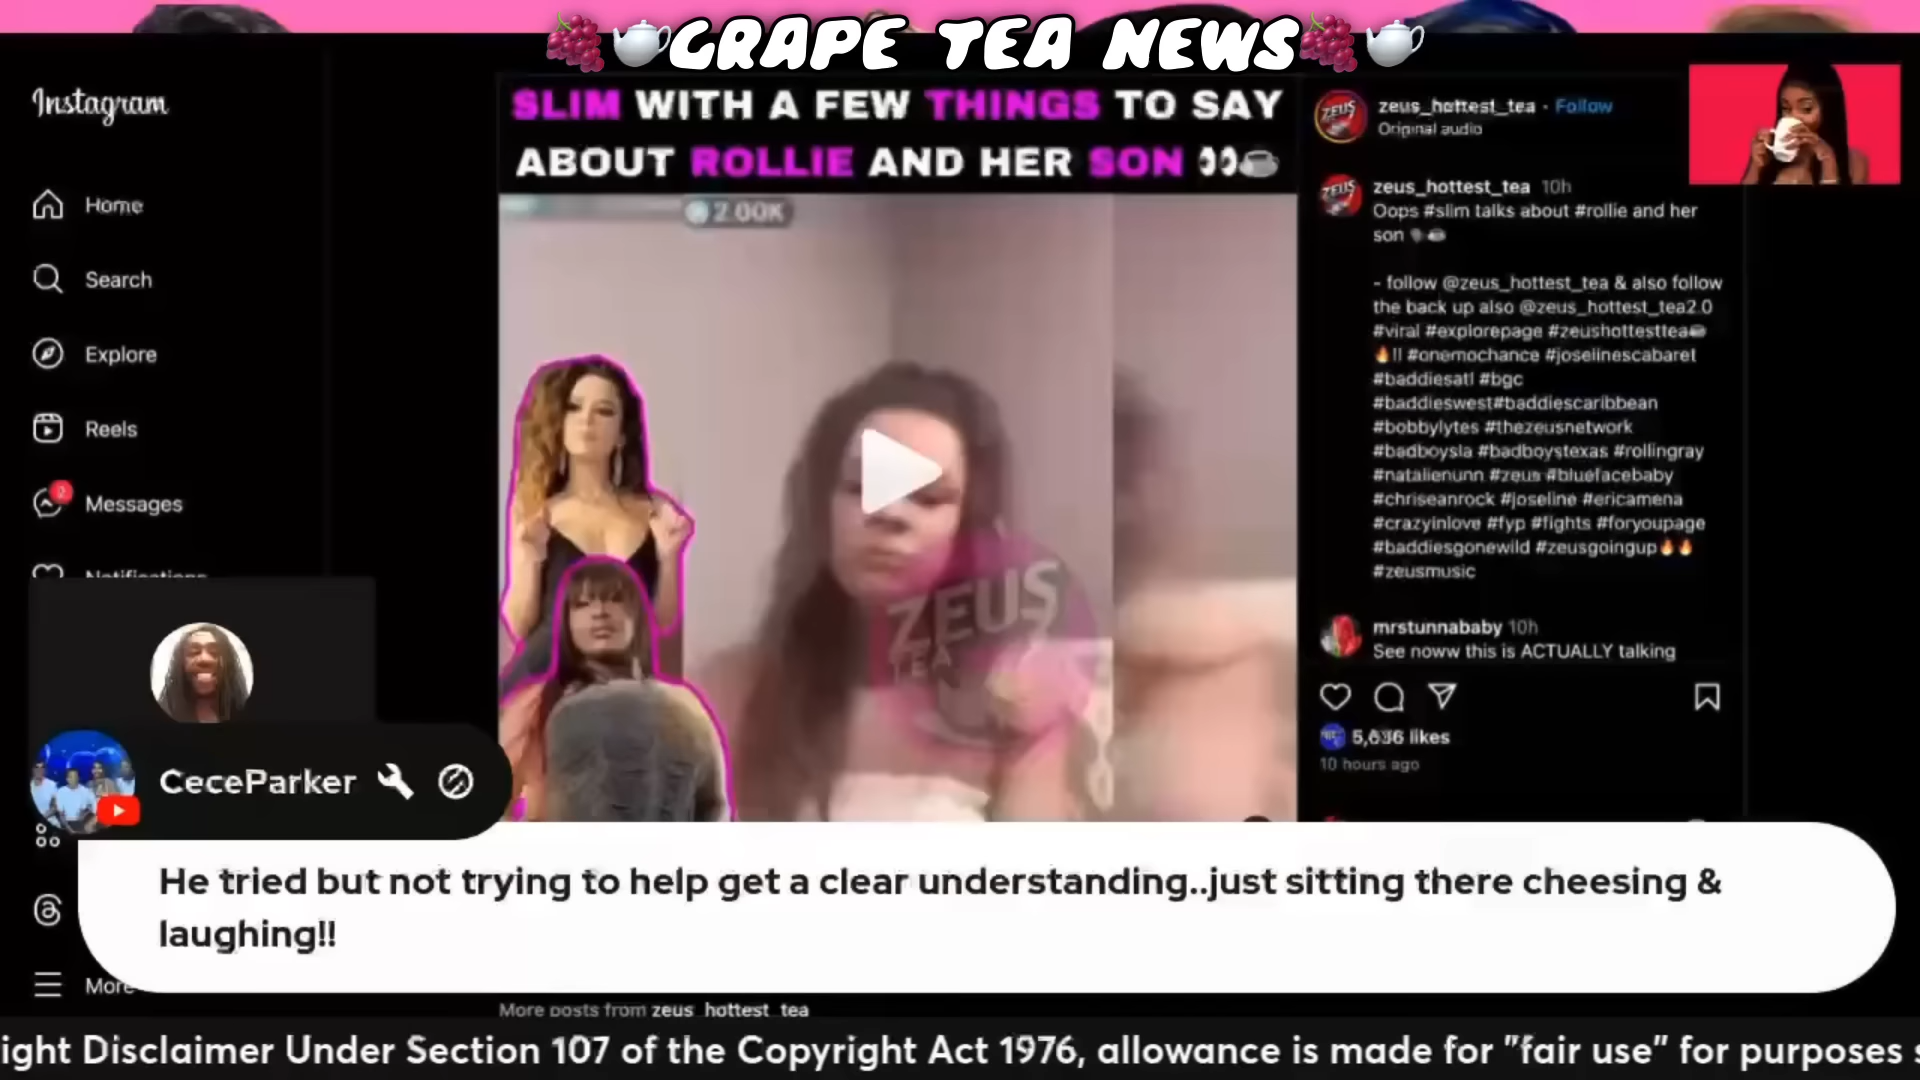 🍇🫖GRAPE TEA NEWS🍇🫖
Instagram
Home
Search
Explore
Reels
2
Messages
Notifications
More
SLIM WITH A FEW THINGS TO SAY
ABOUT ROLLIE AND HER SON 👀☕
2.00K
ZEUS
TEA
ZEUS
zeus_hottest_tea · Follow
Original audio
ZEUS
zeus_hottest_tea 10h
Oops #slim talks about #rollie and her
son 🗣☕
- follow @zeus_hottest_tea & also follow
the back up also @zeus_hottest_tea2.0
#viral #explorepage #zeushottesttea☕
🔥!! #onemochance #joselinescabaret
#baddiesatl #bgc
#baddieswest#baddiescaribbean
#bobbylytes #thezeusnetwork
#badboysla #badboystexas #rollingray
#natalienunn #zeus #bluefacebaby
#chriseanrock #joseline #ericamena
#crazyinlove #fyp #fights #foryoupage
#baddiesgonewild #zeusgoingup🔥🔥
#zeusmusic
mrstunnababy 10h
See noww this is ACTUALLY talking
5,636 likes
10 hours ago
CeceParker
He tried but not trying to help get a clear understanding..just sitting there cheesing &
laughing!!
More posts from zeus_hottest_tea
ight Disclaimer Under Section 107 of the Copyright Act 1976, allowance is made for "fair use" for purposes s